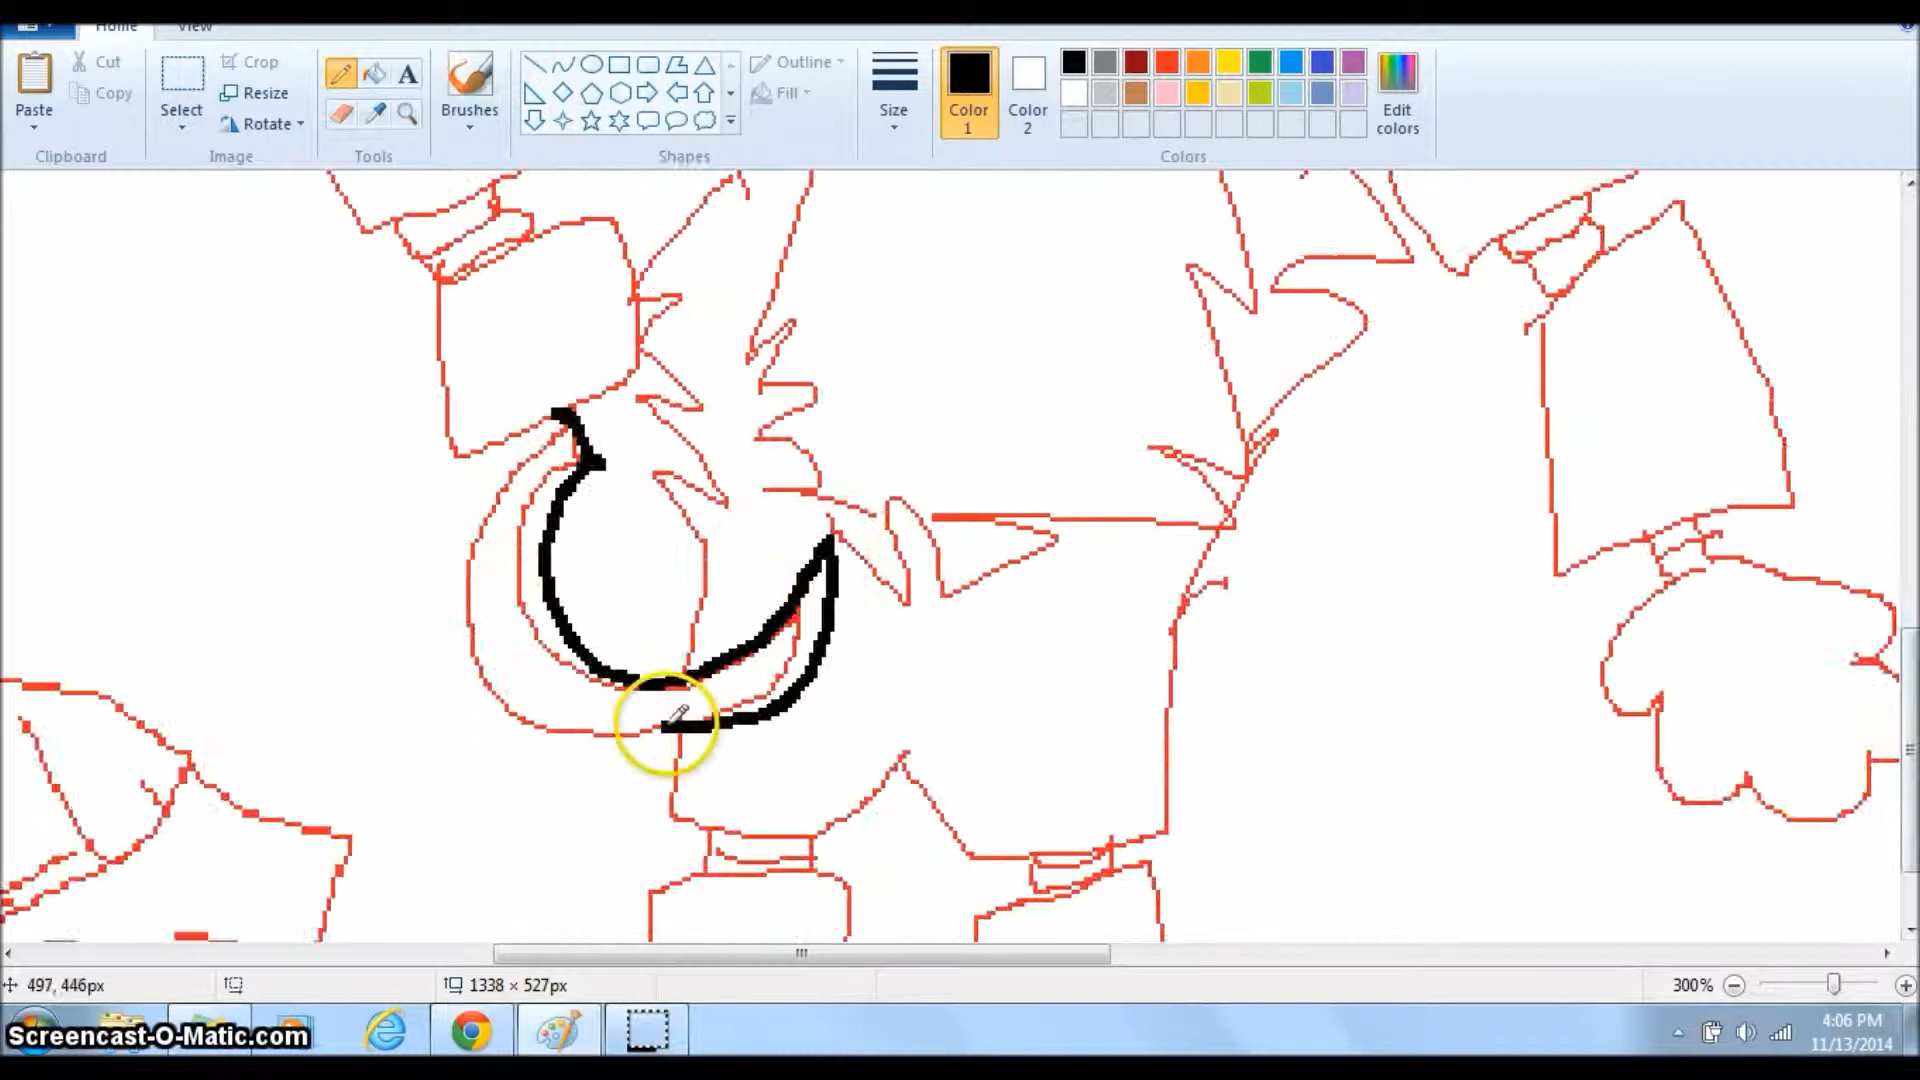 Home View
Cut
Copy
Paste
Clipboard
Select
Crop
Resize
Rotate
Image
A
Tools
Brushes
Shapes
Outline
Fill
Size
Color 1
Color 2
Edit colors
Colors
497, 446px
1338 × 527px
300%
4:06 PM
11/13/2014
Screencast-O-Matic.com